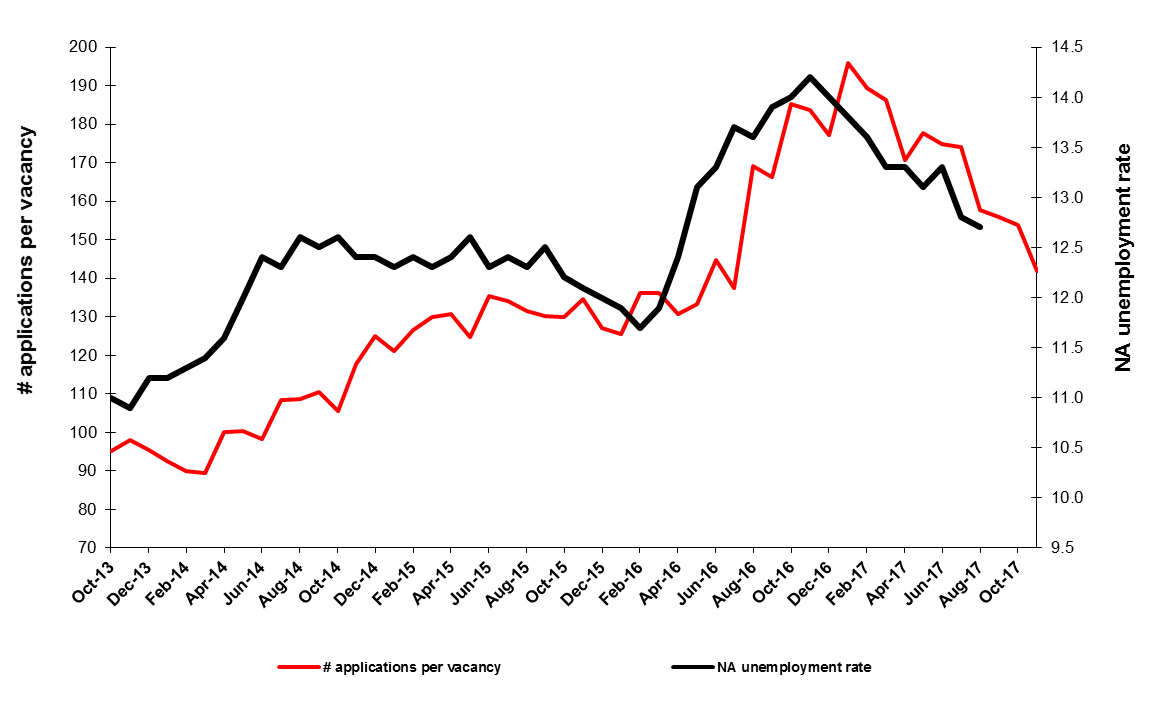 # applications per vacancy
200
190
180
170
160
150
140
130
120
110
100
90
80
70
14.5
14.0
13.5
13.0
12.5
12.0
11.5
11.0
10.5
10.0
9.5
NA unemployment rate
Oct-13
Dec-13
Feb-14
Apr-14
Jun-14
Aug-14
Oct-14
Dec-14
Feb-15
Apr-15
Jun-15
Aug-15
Oct-15
Dec-15
Feb-16
Apr-16
Jun-16
Aug-16
Oct-16
Dec-16
Feb-17
Apr-17
Jun-17
Aug-17
Oct-17
# applications per vacancy
NA unemployment rate